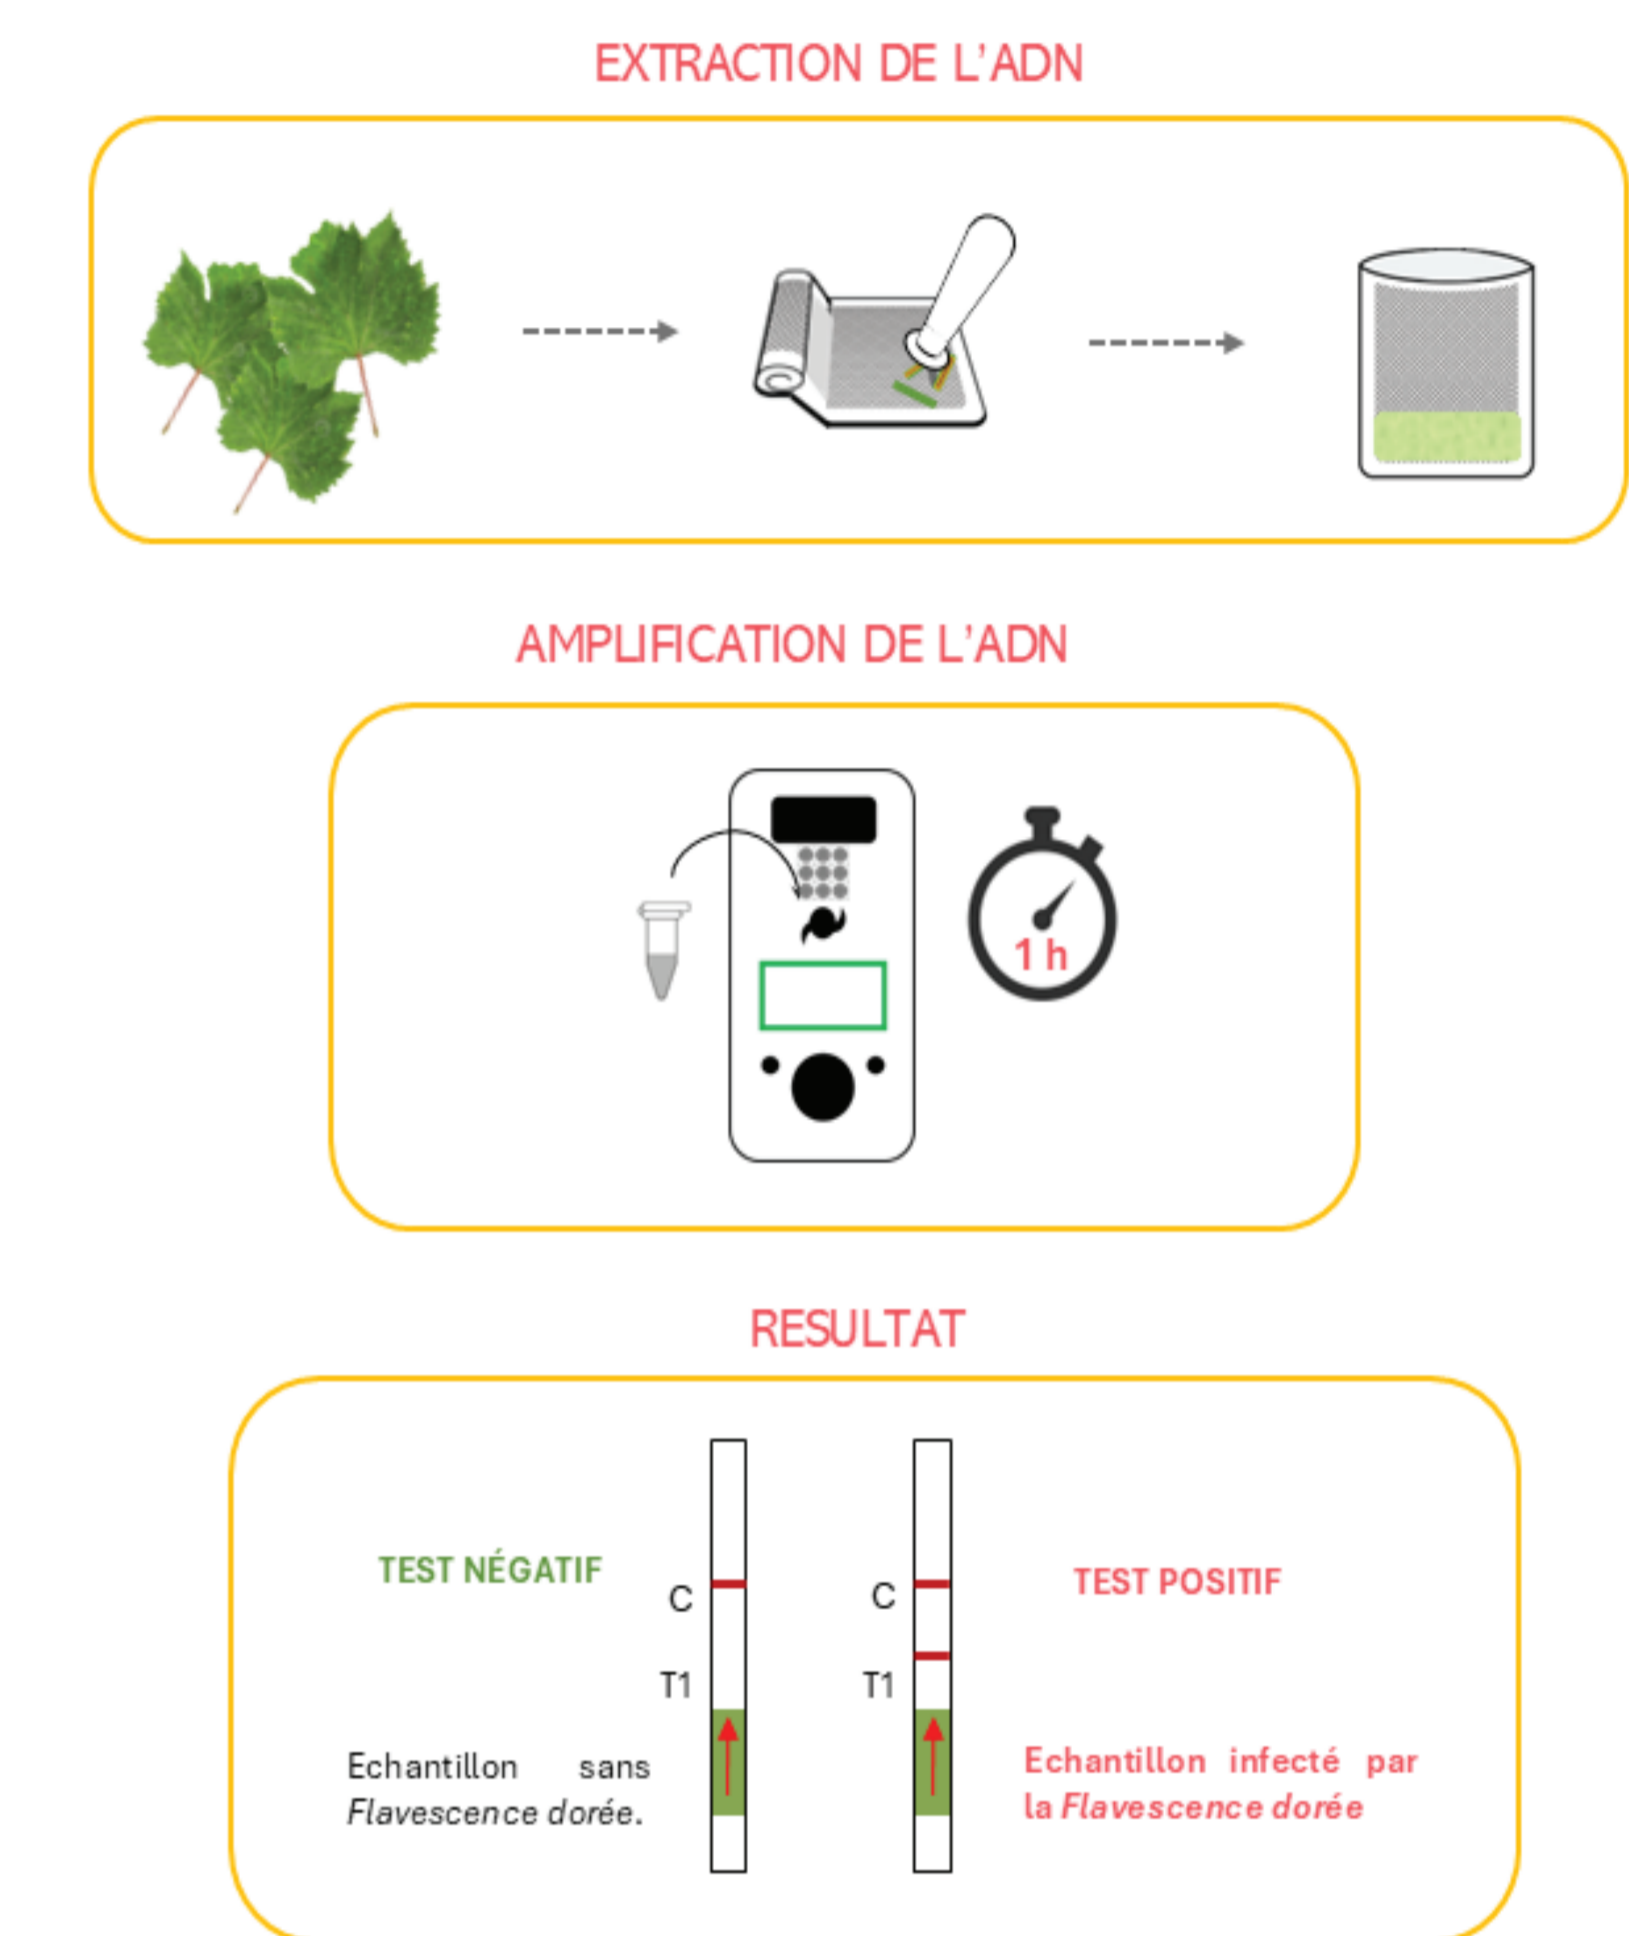 EXTRACTION DE L'ADN
AMPLIFICATION DE L'ADN
1 h
RESULTAT
TEST NÉGATIF
C
T1
Echantillon sans
Flavescence dorée.
C
T1
TEST POSITIF
Echantillon infecté par
la Flavescence dorée